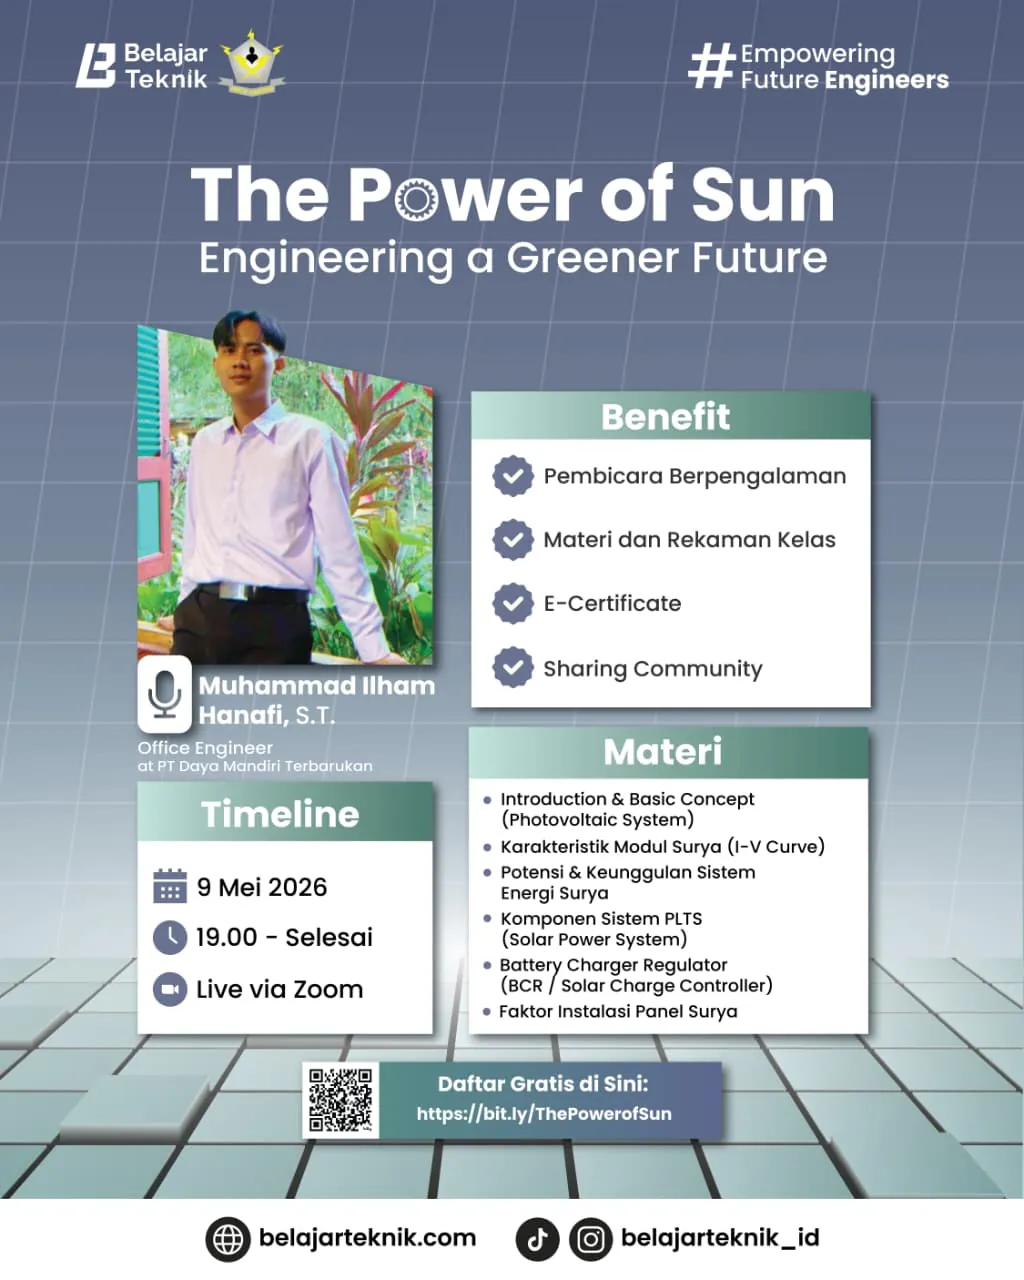 Belajar
Teknik
# Empowering
Future Engineers
The Power of Sun
Engineering a Greener Future
Muhammad Ilham
Hanafi, S.T.
Office Engineer
at PT Daya Mandiri Terbarukan
Benefit
Pembicara Berpengalaman
Materi dan Rekaman Kelas
E-Certificate
Sharing Community
Timeline
9 Mei 2026
19.00 - Selesai
Live via Zoom
Materi
• Introduction & Basic Concept
(Photovoltaic System)
• Karakteristik Modul Surya (I-V Curve)
• Potensi & Keunggulan Sistem
Energi Surya
• Komponen Sistem PLTS
(Solar Power System)
• Battery Charger Regulator
(BCR / Solar Charge Controller)
• Faktor Instalasi Panel Surya
Daftar Gratis di Sini:
https://bit.ly/ThePowerofSun
belajarteknik.com
belajarteknik_id